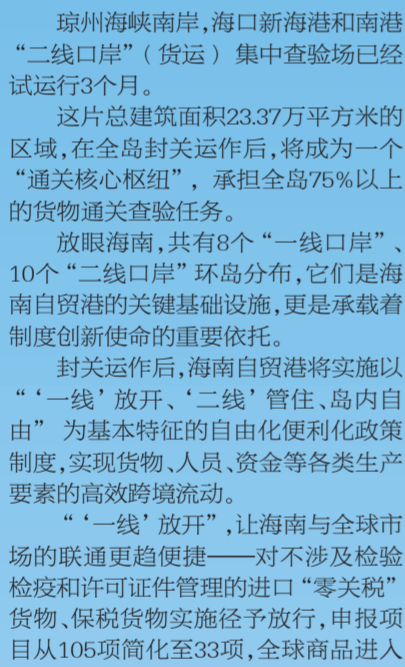 琼州海峡南岸,海口新海港和南港
“二线口岸”(货运)集中查验场已经
试运行3个月。
这片总建筑面积23.37万平方米的
区域,在全岛封关运作后,将成为一个
“通关核心枢纽”,承担全岛75%以上
的货物通关查验任务。
放眼海南,共有8个“一线口岸”、
10个“二线口岸”环岛分布,它们是海
南自贸港的关键基础设施,更是承载着
制度创新使命的重要依托。
封关运作后,海南自贸港将实施以
“‘一线’放开、‘二线’管住、岛内自
由”为基本特征的自由化便利化政策
制度,实现货物、人员、资金等各类生产
要素的高效跨境流动。
“‘一线’放开”,让海南与全球市
场的联通更趋便捷——对不涉及检验
检疫和许可证件管理的进口“零关税”
货物、保税货物实施径予放行,申报项
目从105项简化至33项,全球商品进入